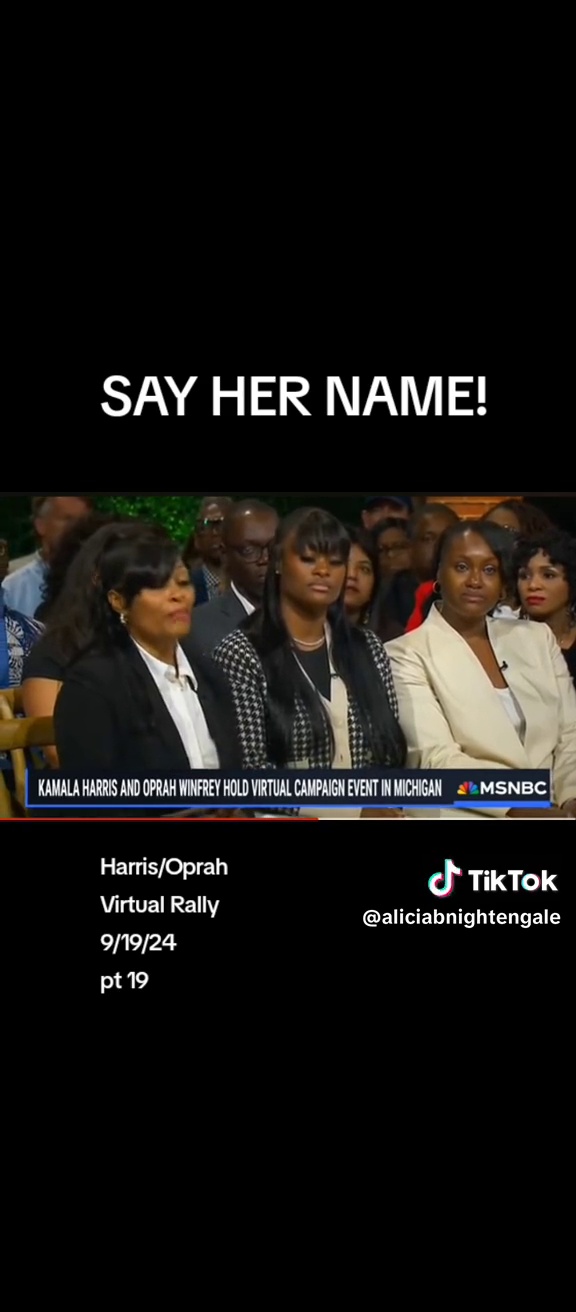 SAY HER NAME!
KAMALA HARRIS AND OPRAH WINFREY HOLD VIRTUAL CAMPAIGN EVENT IN MICHIGAN MSNBC
Harris/Oprah
Virtual Rally
9/19/24
pt 19
TikTok
@aliciabnightengale